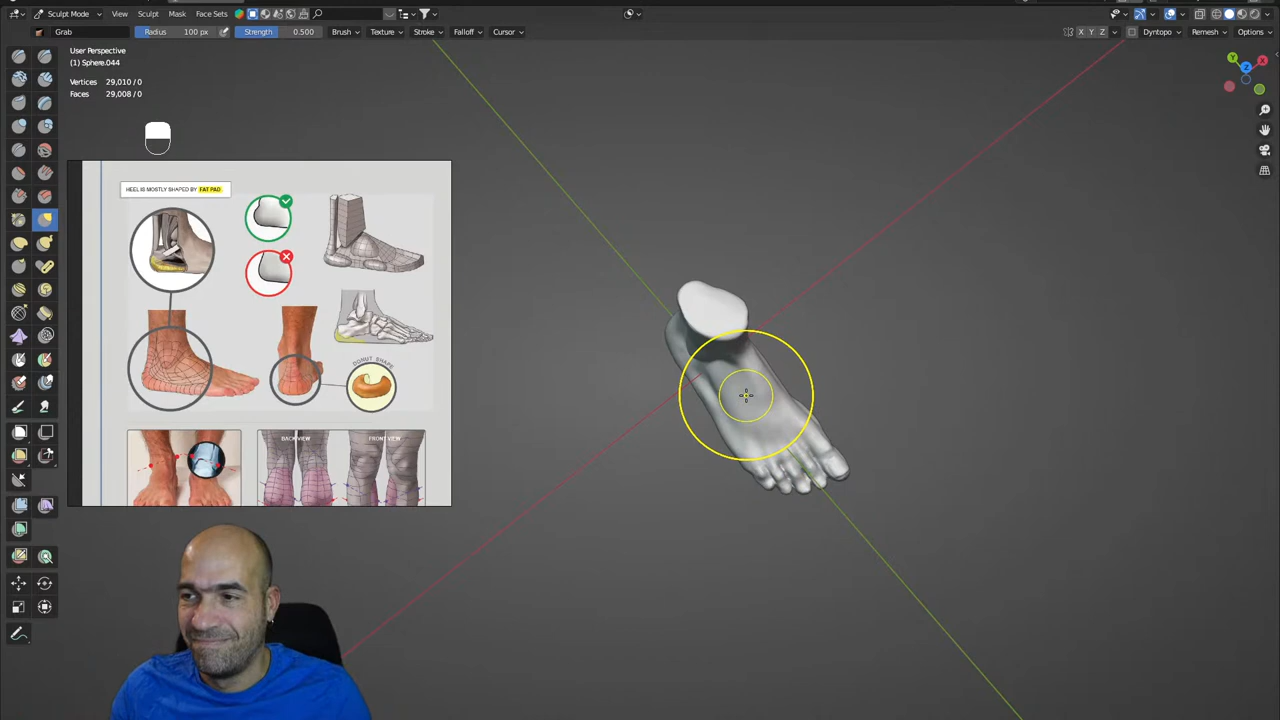 Sculpt Mode View Sculpt Mask Face Sets
Grab Radius 100 px Strength 0.500 Brush Texture Stroke Falloff Cursor X Y Z Dyntopo Remesh Options
User Perspective
(1) Sphere.044
Vertices 29,010 / 0
Faces 29,008 / 0
Y X Z
HEEL IS MOSTLY SHAPED BY FAT PAD
DONUT SHAPE
BACK VIEW FRONT VIEW